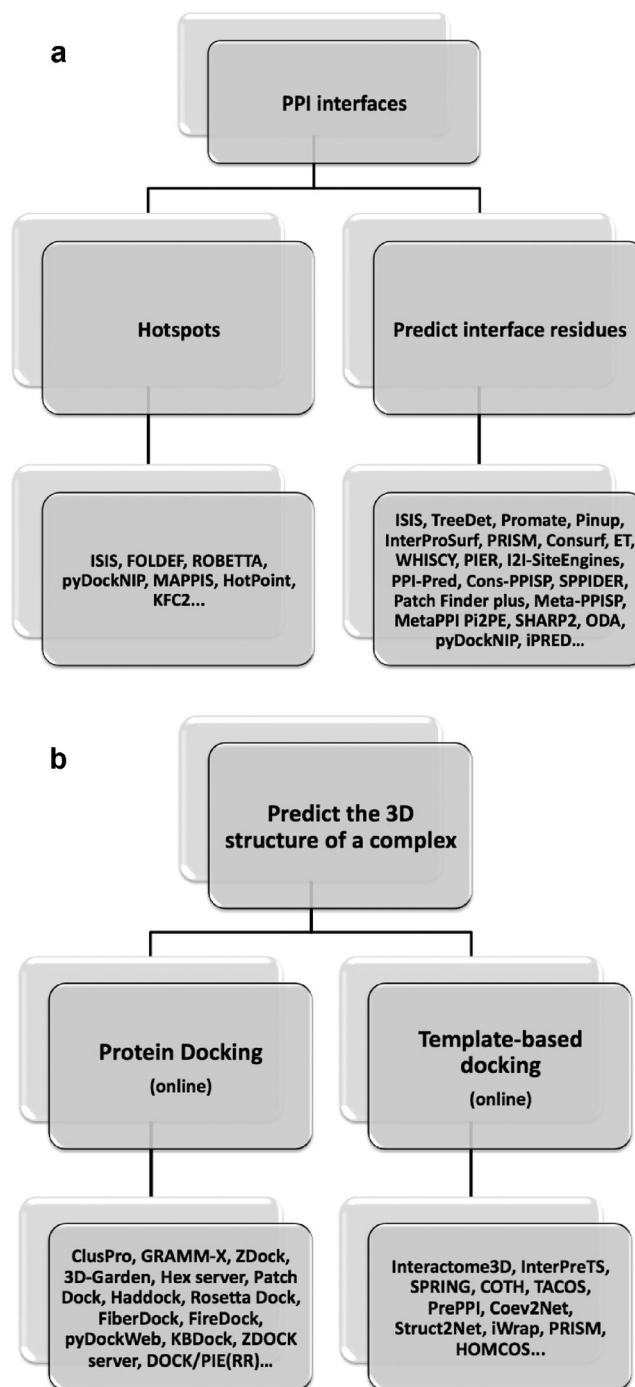 a
PPI interfaces
Hotspots
Predict interface residues
ISIS, FOLDEF, ROBETTA,
pyDockNIP, MAPPIS, HotPoint,
KFC2...
ISIS, TreeDet, Promate, Pinup,
InterProSurf, PRISM, Consurf, ET,
WHISCY, PIER, I2I-SiteEngines,
PPI-Pred, Cons-PPISP, SPPIDER,
Patch Finder plus, Meta-PPISP,
MetaPPI Pi2PE, SHARP2, ODA,
pyDockNIP, iPRED...
b
Predict the 3D
structure of a complex
Protein Docking
(online)
Template-based
docking
(online)
ClusPro, GRAMM-X, ZDock,
3D-Garden, Hex server, Patch
Dock, Haddock, Rosetta Dock,
FiberDock, FireDock,
pyDockWeb, KBDock, ZDOCK
server, DOCK/PIE(RR)...
Interactome3D, InterPreTS,
SPRING, COTH, TACOS,
PrePPI, Coev2Net,
Struct2Net, iWrap, PRISM,
HOMCOS...